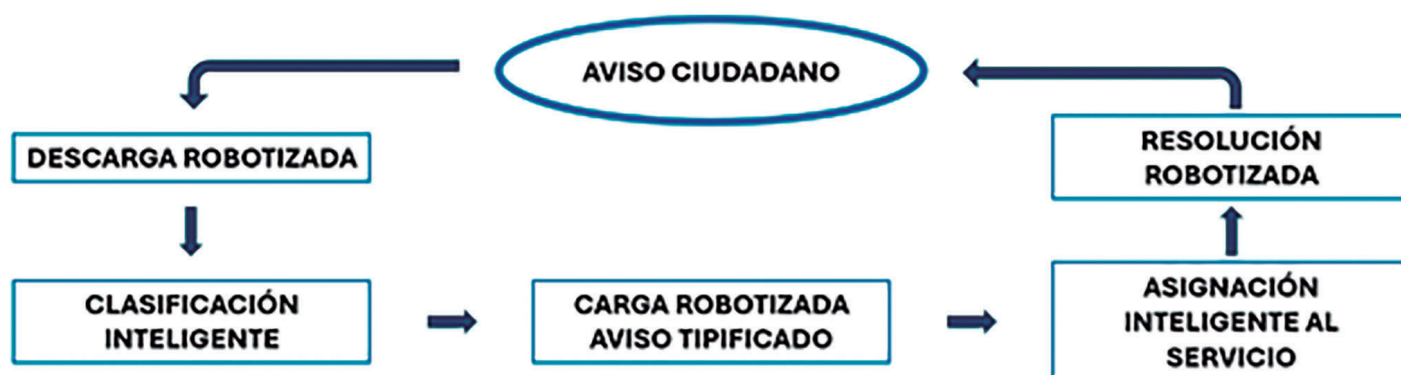 AVISO CIUDADANO
DESCARGA ROBOTIZADA
CLASIFICACIÓN
INTELIGENTE
CARGA ROBOTIZADA
AVISO TIPIFICADO
ASIGNACIÓN
INTELIGENTE AL
SERVICIO
RESOLUCIÓN
ROBOTIZADA